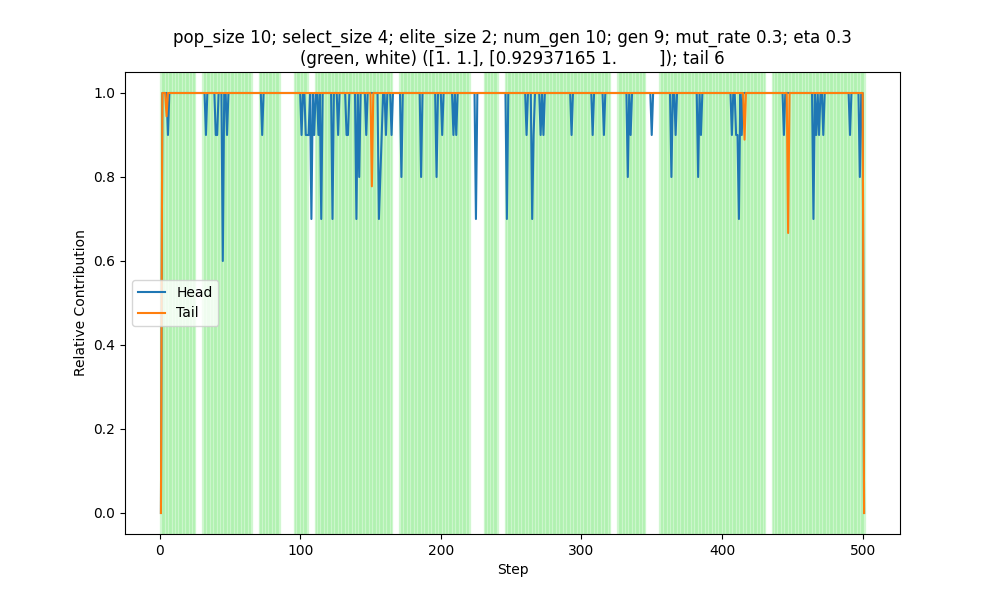 pop_size 10; select_size 4; elite_size 2; num_gen 10; gen 9; mut_rate 0.3; eta 0.3
(green, white) ([1. 1.], [0.92937165 1.        ]); tail 6
1.0
0.8
0.6
0.4
0.2
0.0
Relative Contribution
Head
Tail
0 100 200 300 400 500
Step